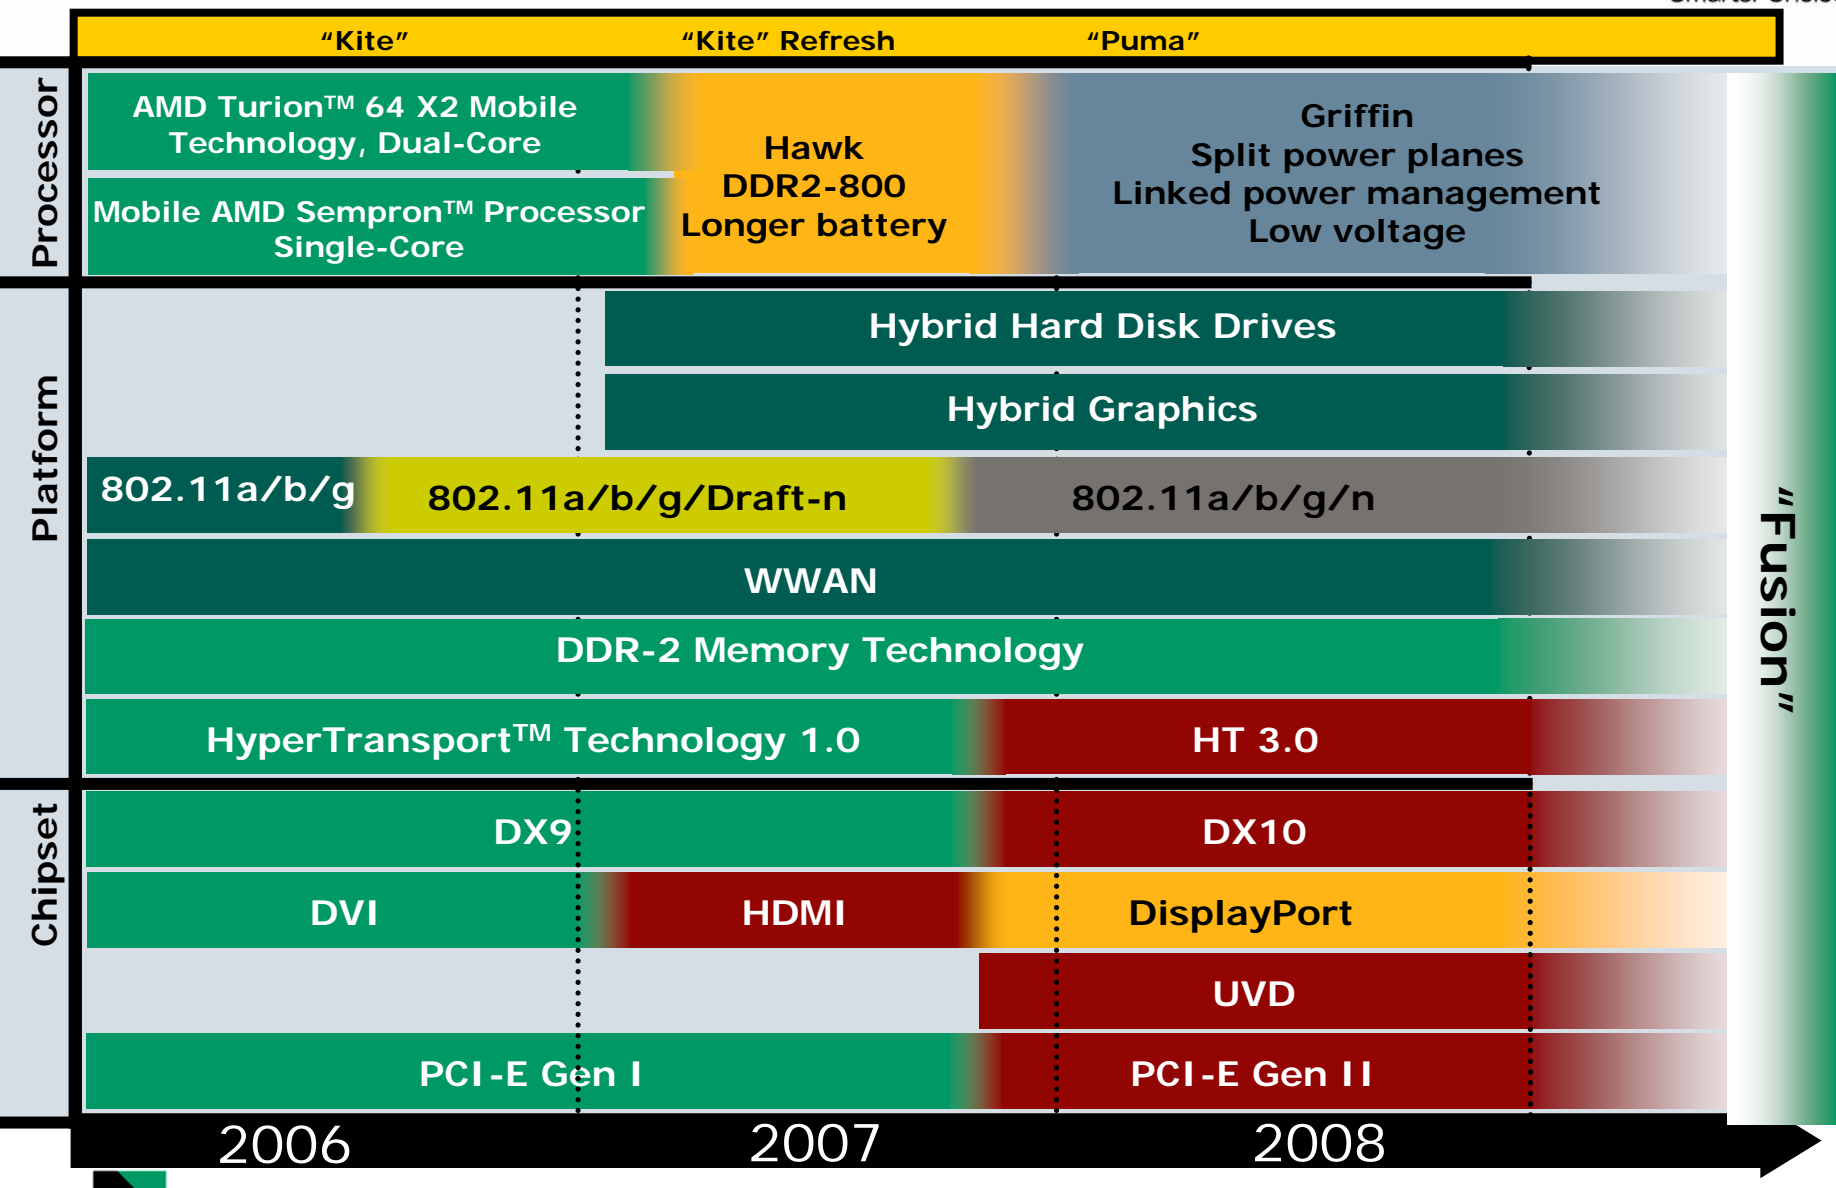 “Kite”
“Kite” Refresh
“Puma”
Processor
AMD Turion™ 64 X2 Mobile
Technology, Dual-Core
Mobile AMD Sempron™ Processor
Single-Core
Hawk
DDR2-800
Longer battery
Griffin
Split power planes
Linked power management
Low voltage
Platform
Hybrid Hard Disk Drives
Hybrid Graphics
802.11a/b/g
802.11a/b/g/Draft-n
802.11a/b/g/n
WWAN
DDR-2 Memory Technology
HyperTransport™ Technology 1.0
HT 3.0
Chipset
DX9
DX10
DVI
HDMI
DisplayPort
UVD
PCI-E Gen I
PCI-E Gen II
“Fusion”
2006
2007
2008